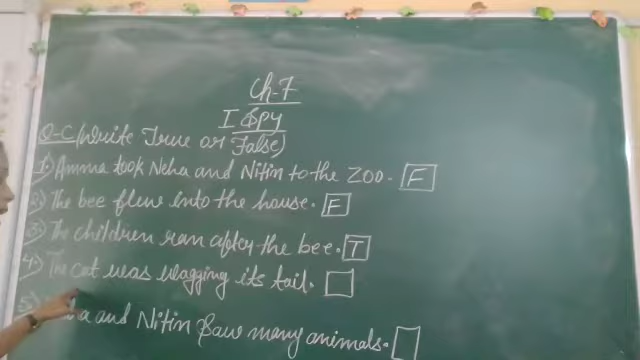 Ch-7
I Spy
Q-C (Write True or False)
1.) Amma took Neha and Nitin to the ZOO. F
2) The bee flew into the house. F
3) The children ran after the bee. T
4) The cat was wagging its tail.
5) and Nitin saw many animals.